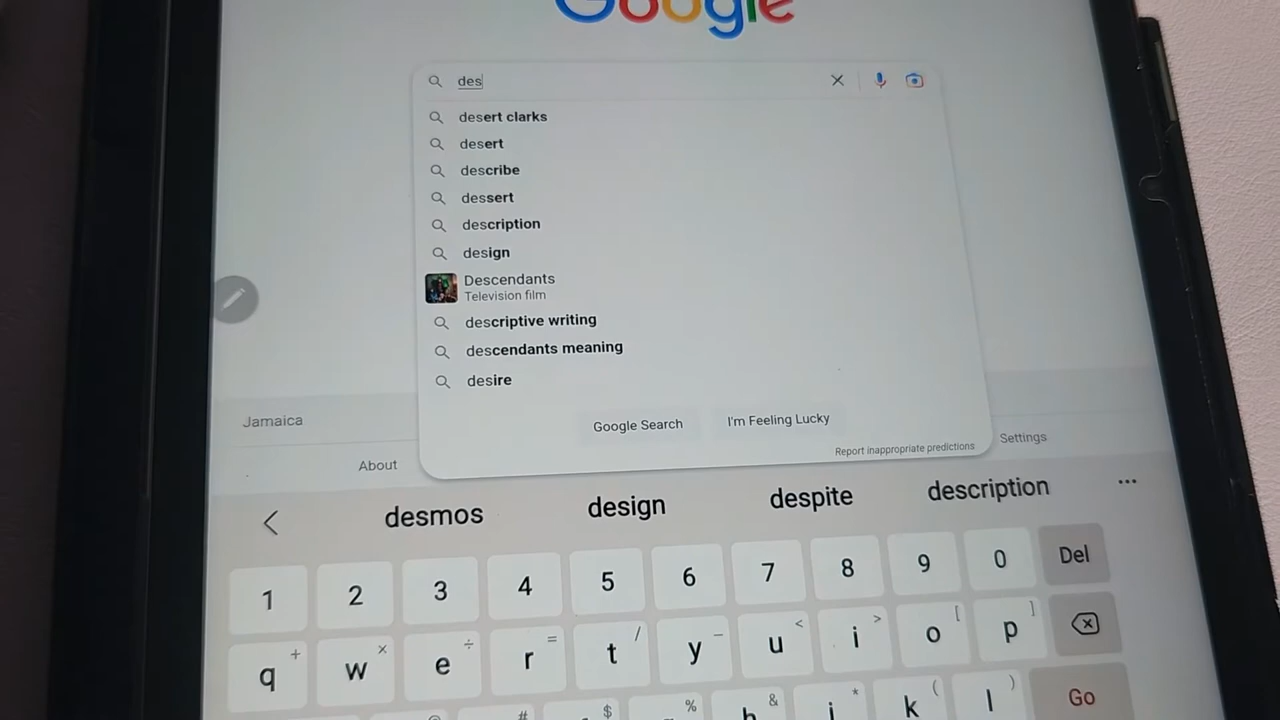 Google
des
desert clarks
desert
describe
dessert
description
design
Descendants
Television film
descriptive writing
descendants meaning
desire
Google Search I'm Feeling Lucky
Report inappropriate predictions
Jamaica
About Settings
desmos design despite description ...
1 2 3 4 5 6 7 8 9 0 Del
q + w × e ÷ r = t / y _ u < i > o [ p ]
@ # $ % h & j * k ( l ) Go